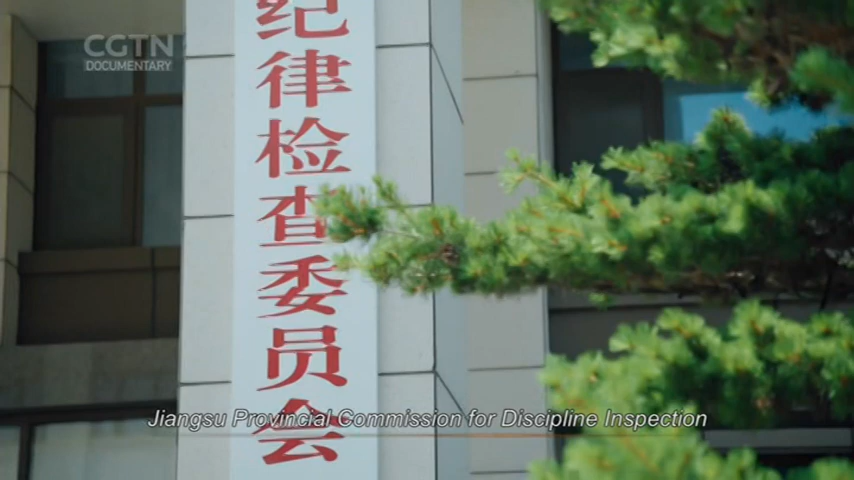 CGTN
DOCUMENTARY
纪律检查委员会
Jiangsu Provincial Commission for Discipline Inspection